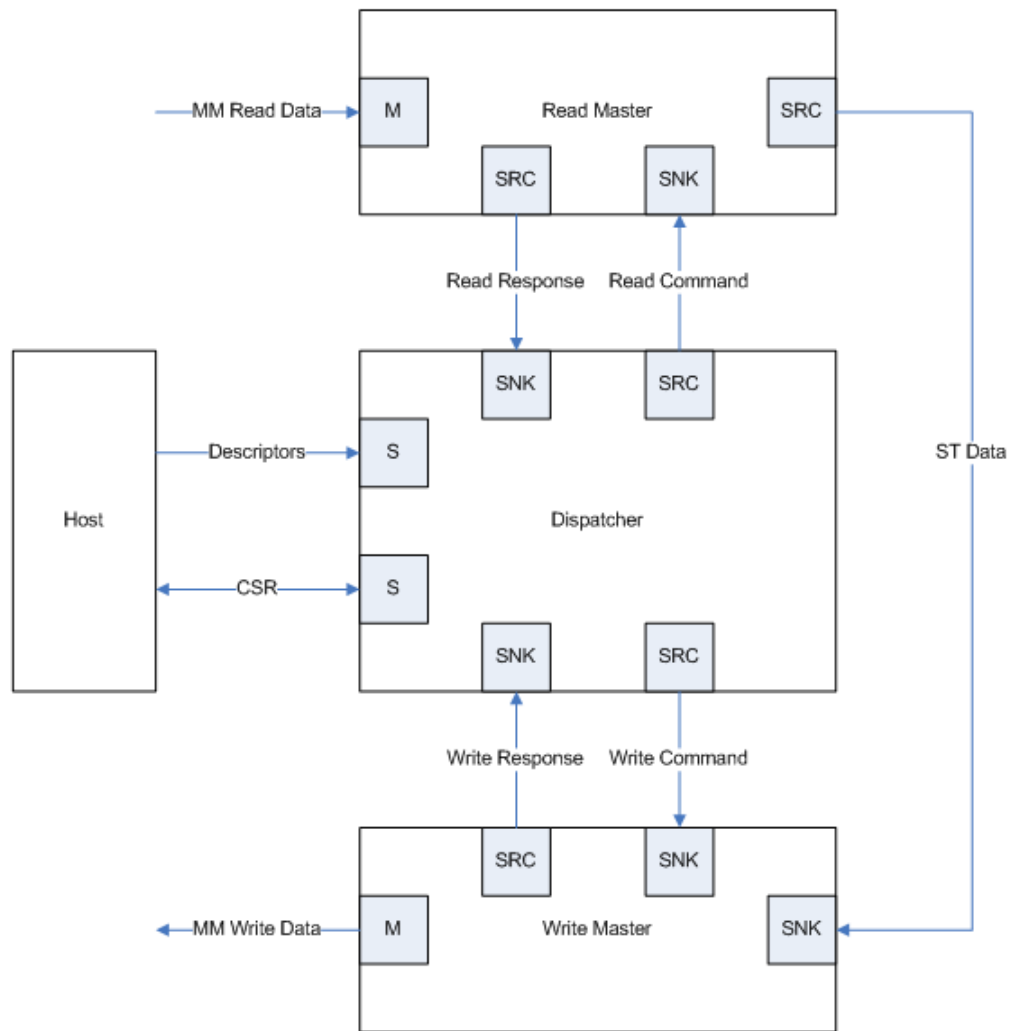 MM Read Data
M
Read Master
SRC
SRC
SNK
Read Response
Read Command
SNK
SRC
Descriptors
S
ST Data
Host
Dispatcher
CSR
S
SNK
SRC
Write Response
Write Command
SRC
SNK
MM Write Data
M
Write Master
SNK